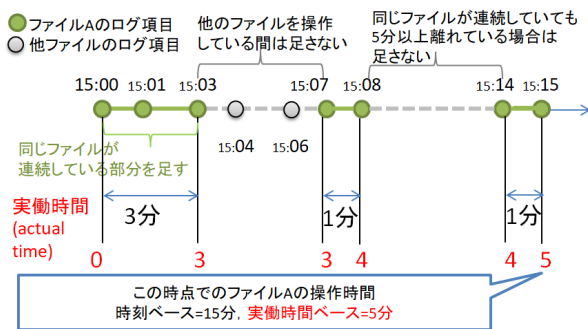 ファイルAのログ項目
他ファイルのログ項目
他のファイルを操作
している間は足さない
同じファイルが連続していても
5分以上離れている場合は
足さない
15:00 15:01 15:03 15:07 15:08 15:14 15:15
15:04 15:06
同じファイルが
連続している部分を足す
実働時間
(actual
time)
3分 1分 1分
0 3 3 4 4 5
この時点でのファイルAの操作時間
時刻ベース=15分, 実働時間ベース=5分